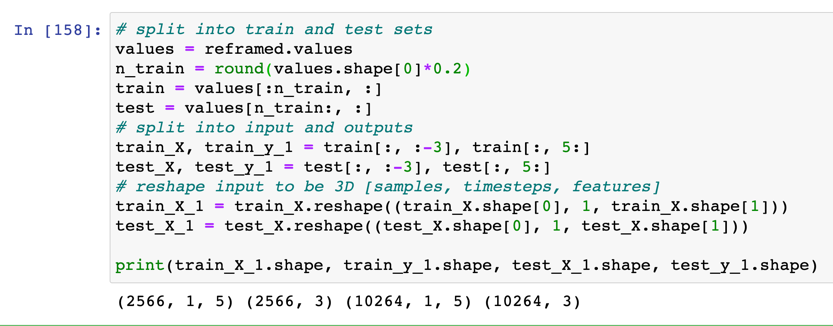 In [158]: # split into train and test sets
values = reframed.values
n_train = round(values.shape[0]*0.2)
train = values[:n_train, :]
test = values[n_train:, :]
# split into input and outputs
train_X, train_y_1 = train[:, :-3], train[:, 5:]
test_X, test_y_1 = test[:, :-3], test[:, 5:]
# reshape input to be 3D [samples, timesteps, features]
train_X_1 = train_X.reshape((train_X.shape[0], 1, train_X.shape[1]))
test_X_1 = test_X.reshape((test_X.shape[0], 1, test_X.shape[1]))
print(train_X_1.shape, train_y_1.shape, test_X_1.shape, test_y_1.shape)
(2566, 1, 5) (2566, 3) (10264, 1, 5) (10264, 3)